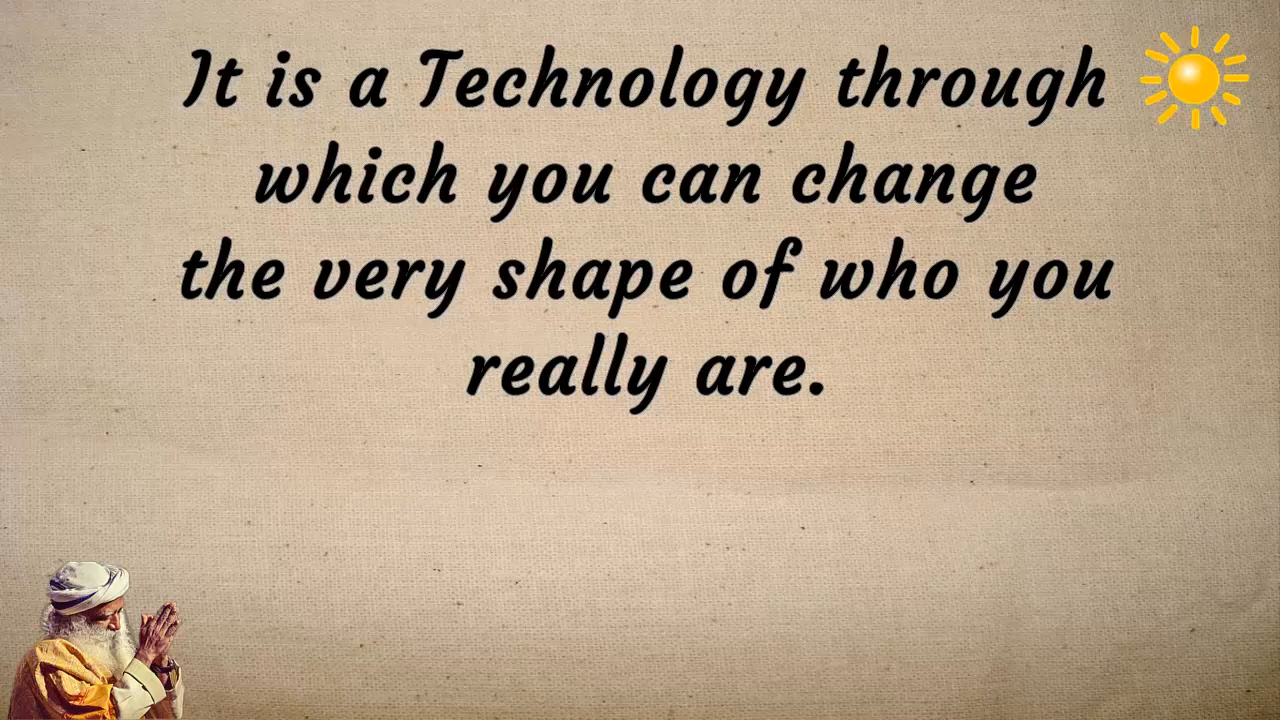 It is a Technology through
which you can change
the very shape of who you
really are.